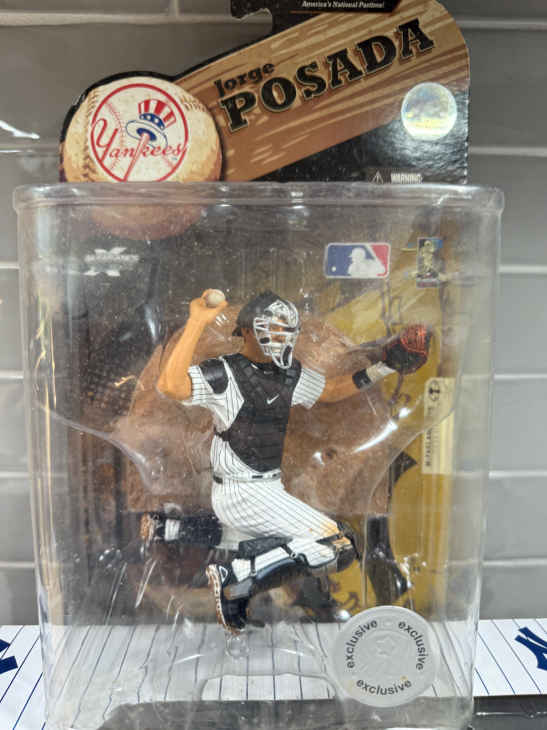 America's National Pastime!
Jorge
POSADA
Yankees
WARNING:
exclusive
exclusive
exclusive